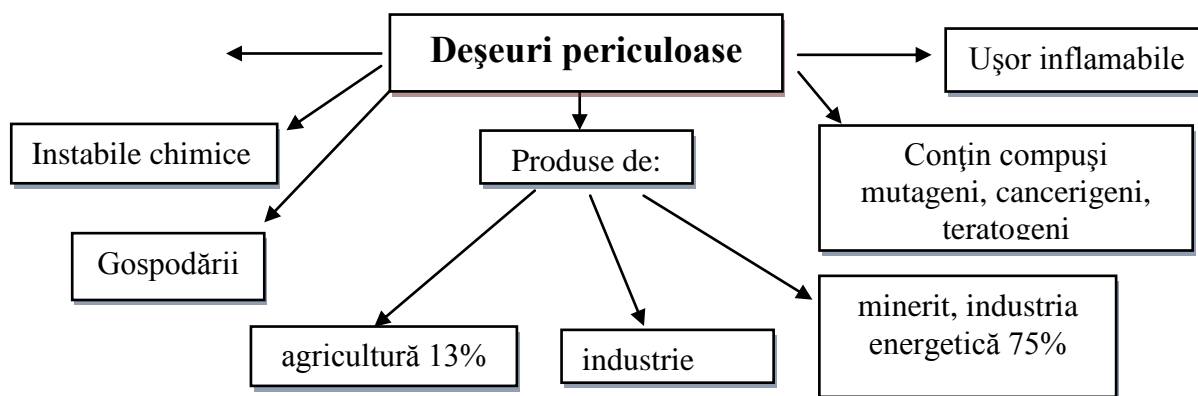 Deşeuri periculoase
Uşor inflamabile
Instabile chimice
Produse de:
Conţin compuşi
mutageni, cancerigeni,
teratogeni
Gospodării
agricultură 13%
industrie
minerit, industria
energetică 75%